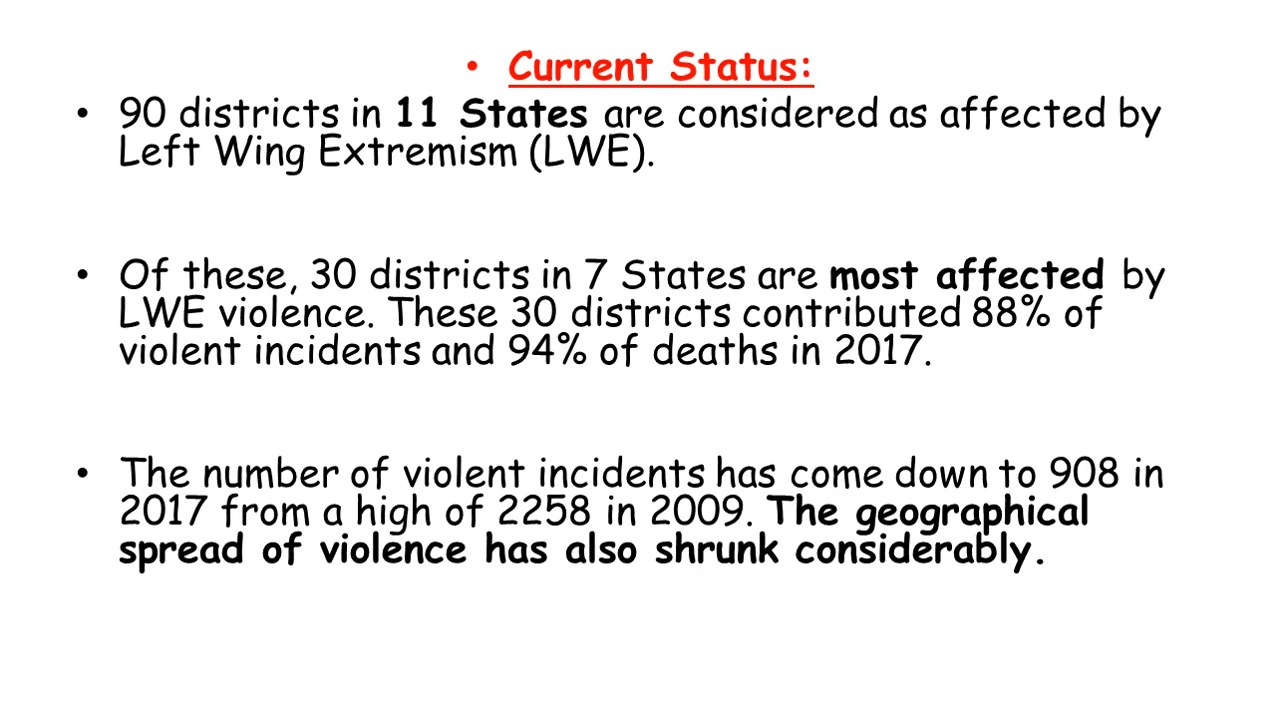 • Current Status:
• 90 districts in 11 States are considered as affected by
Left Wing Extremism (LWE).
• Of these, 30 districts in 7 States are most affected by
LWE violence. These 30 districts contributed 88% of
violent incidents and 94% of deaths in 2017.
• The number of violent incidents has come down to 908 in
2017 from a high of 2258 in 2009. The geographical
spread of violence has also shrunk considerably.